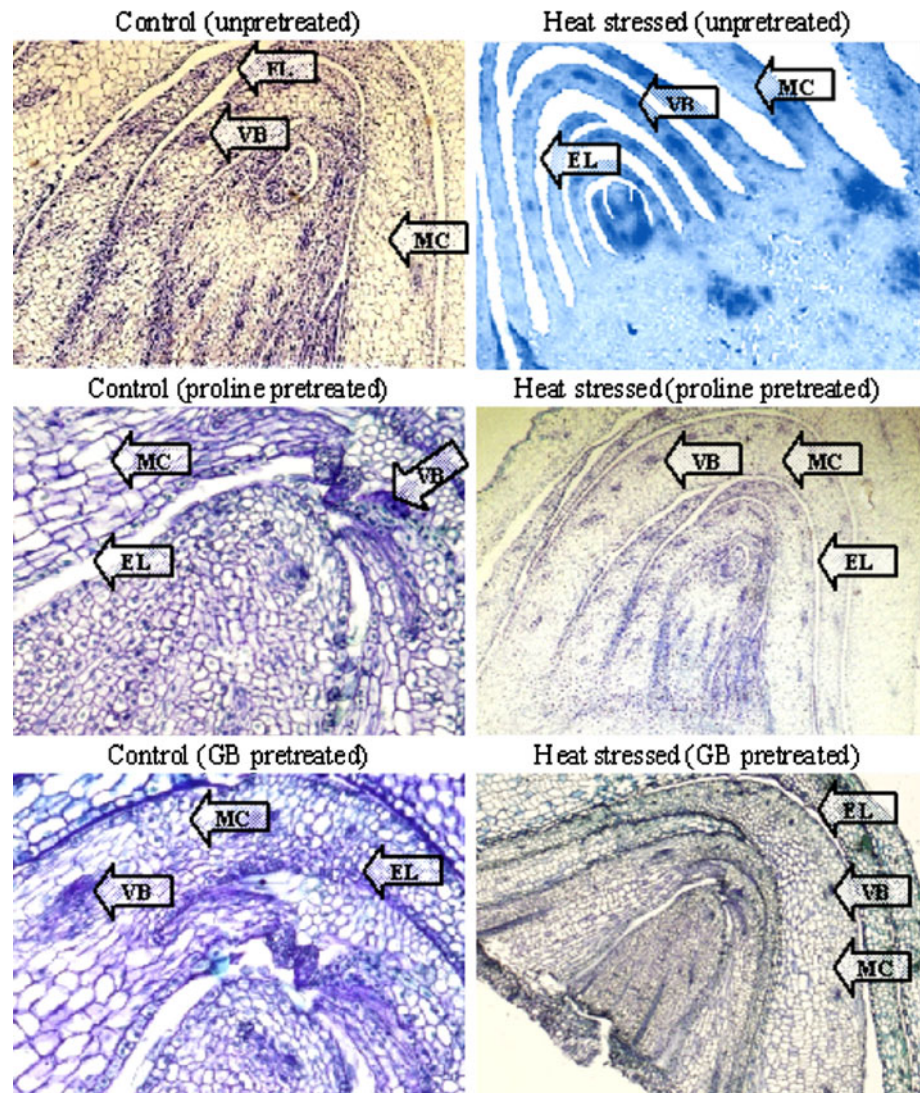 Control (unpretreated)
Heat stressed (unpretreated)
EL
VB
MC
MC
VB
EL
Control (proline pretreated)
Heat stressed (proline pretreated)
MC
VB
EL
VB
MC
EL
Control (GB pretreated)
Heat stressed (GB pretreated)
MC
EL
VB
EL
VB
MC